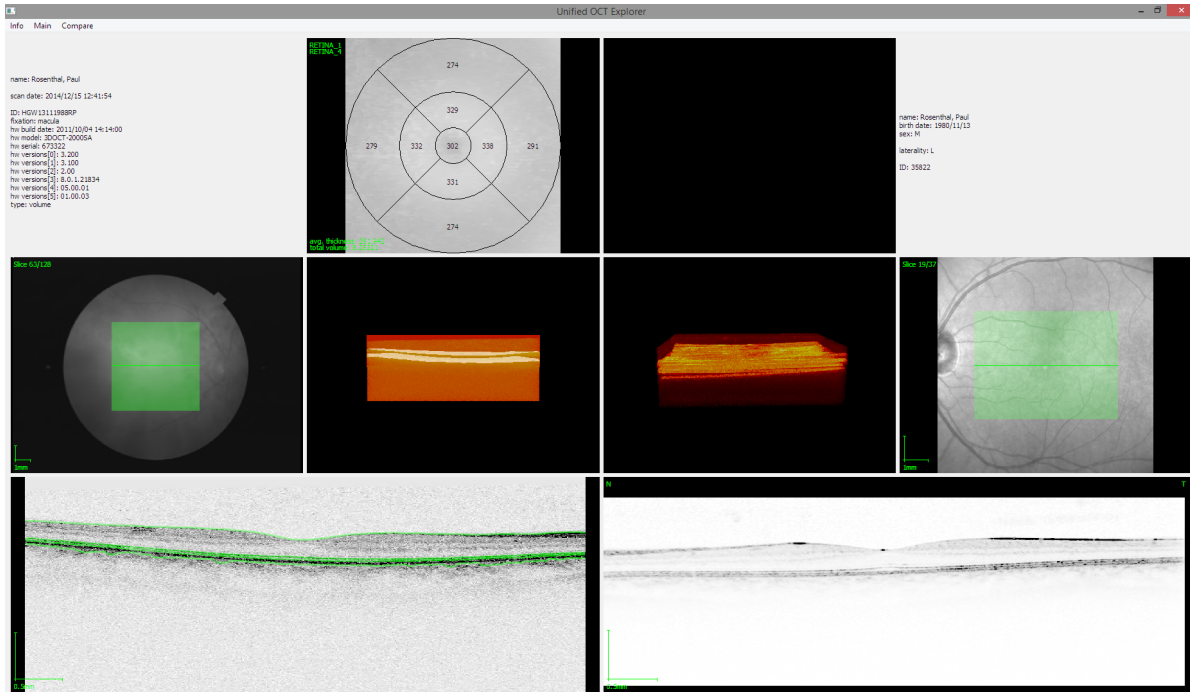 Unified OCT Explorer
Info Main Compare
name: Rosenthal, Paul
scan date: 2014/12/15 12:41:54
ID: HGW13111988RP
fixation: macula
hw build date: 2011/10/04 14:14:00
hw model: 3DOCT-2000SA
hw serial: 673322
hw versions[0]: 3.200
hw versions[1]: 3.100
hw versions[2]: 2.00
hw versions[3]: 8.0.1.21834
hw versions[4]: 05.00.01
hw versions[5]: 01.00.03
type: volume
RETINA_1
RETINA_4
274
329
279 332 302 338 291
331
274
avg. thickness
total volume
name: Rosenthal, Paul
birth date: 1980/11/13
sex: M
laterality: L
ID: 35822
Slice 63/128
1mm
Slice 19/37
1mm
0.5mm
N T
0.5mm